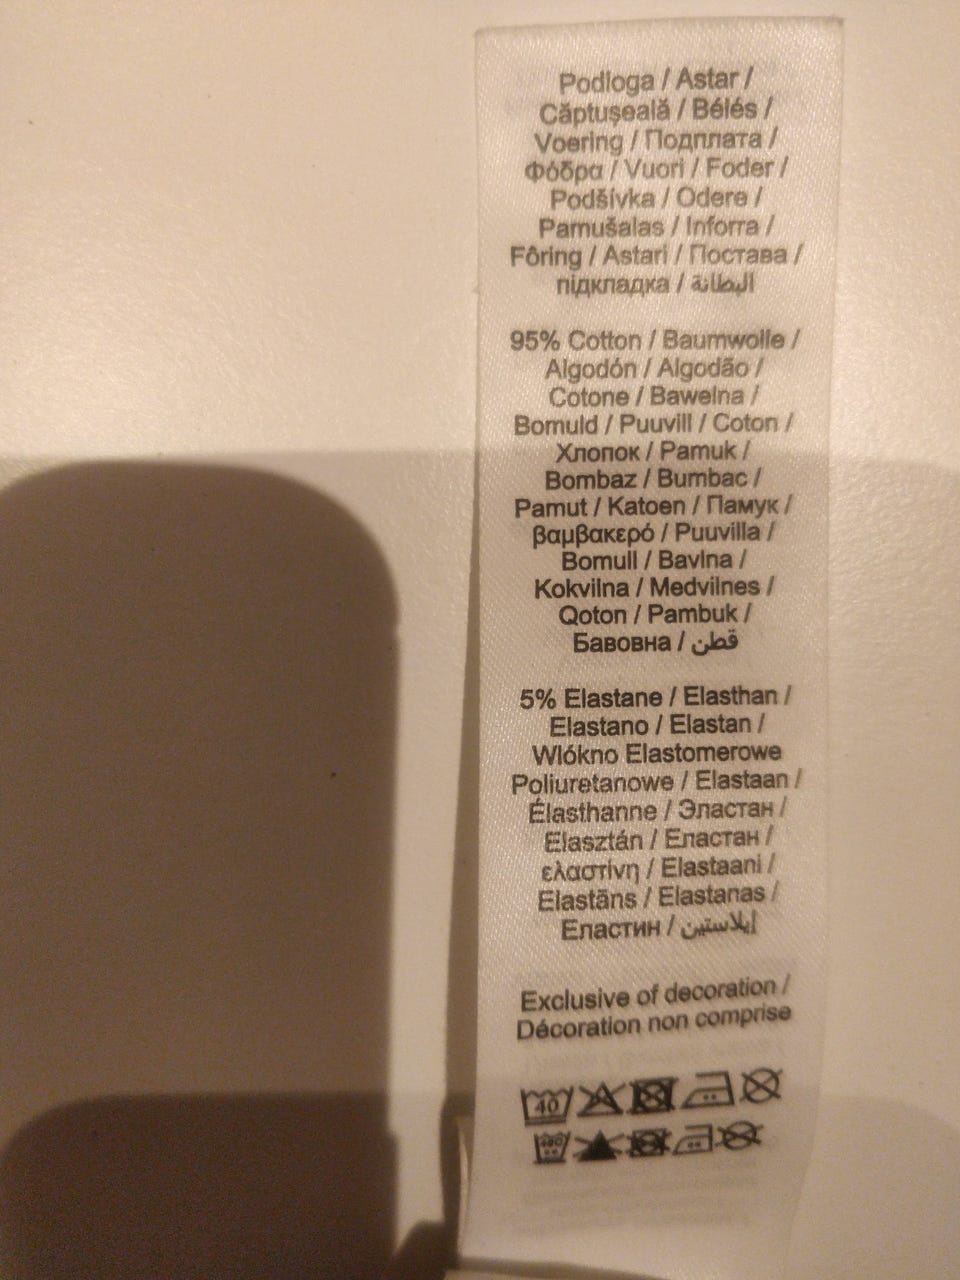 Podloga / Astar /
Căptușeală / Bélés /
Voering / Подплата /
Φόδρα / Vuori / Foder /
Podšívka / Odere /
Pamušalas / Inforra /
Fôring / Astari / Постава /
підкладка / البطانة
95% Cotton / Baumwolle /
Algodón / Algodão /
Cotone / Bawełna /
Bomuld / Puuvill / Coton /
Хлопок / Pamuk /
Bombaz / Bumbac /
Pamut / Katoen / Памук /
βαμβακερό / Puuvilla /
Bomull / Bavlna /
Kokvilna / Medvilnes /
Qoton / Pambuk /
Бавовна / قطن
5% Elastane / Elasthan /
Elastano / Elastan /
Włókno Elastomerowe
Poliuretanowe / Elastaan /
Élasthanne / Эластан /
Elasztán / Еластан /
ελαστίνη / Elastaani /
Elastāns / Elastanas /
Еластин / إيلاستين
Exclusive of decoration /
Décoration non comprise
40